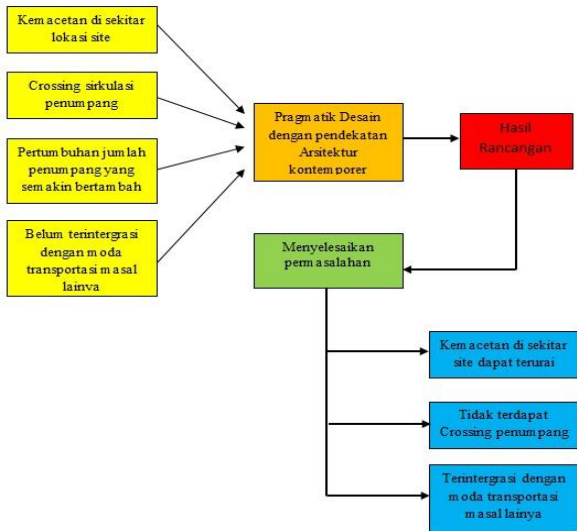 Kemacetan di sekitar
lokasi site
Crossing sirkulasi
penumpang
Pertumbuhan jumlah
penumpang yang
semakin bertambah
Belum terintergrasi
dengan moda
transportasi masal
lainya
Pragmatik Desain
dengan pendekatan
Arsitektur
kontemporer
Hasil
Rancangan
Menyelesaikan
permasalahan
Kemacetan di sekitar
site dapat terurai
Tidak terdapat
Crossing penumpang
Terintergrasi dengan
moda transportasi
masal lainya